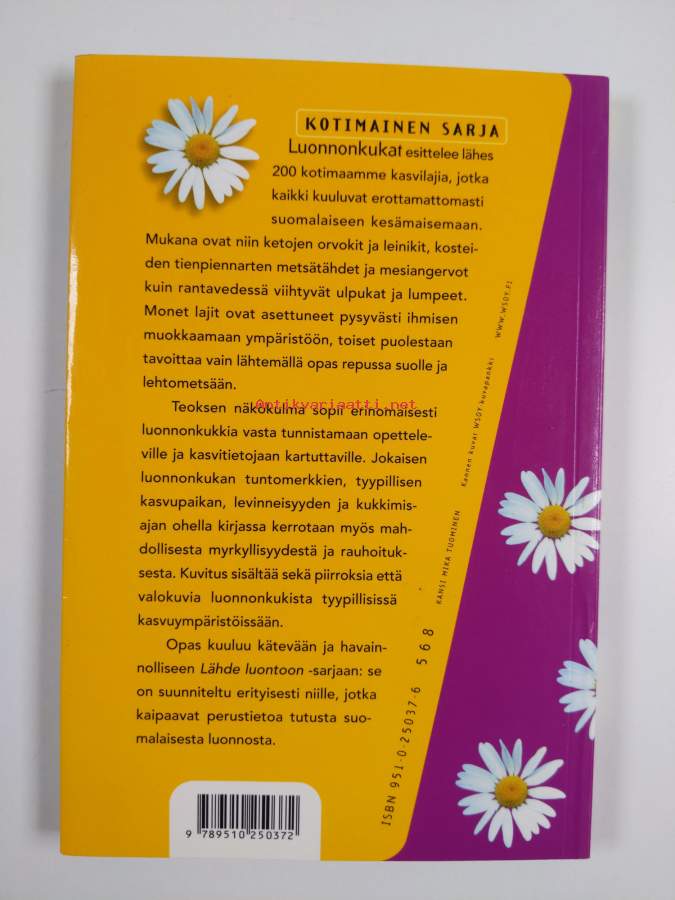 KOTIMAINEN SARJA
Luonnonkukat esittelee lähes
200 kotimaamme kasvilajia, jotka
kaikki kuuluvat erottamattomasti
suomalaiseen kesämaisemaan.
Mukana ovat niin ketojen orvokit ja leinikit, kostei-
den tienpiennarten metsätähdet ja mesiangervot
kuin rantavedessä viihtyvät ulpukat ja lumpeet.
Monet lajit ovat asettuneet pysyvästi ihmisen
muokkaamaan ympäristöön, toiset puolestaan
tavoittaa vain lähtemällä opas repussa suolle ja
lehtometsään.
Antikvariaatti.net
Teoksen näkökulma sopii erinomaisesti
luonnonkukkia vasta tunnistamaan opettele-
ville ja kasvitietojaan kartuttaville. Jokaisen
luonnonkukan tuntomerkkien, tyypillisen
kasvupaikan, levinneisyyden ja kukkimis-
ajan ohella kirjassa kerrotaan myös mah-
dollisesta myrkyllisyydestä ja rauhoituk-
sesta. Kuvitus sisältää sekä piirroksia että
valokuvia luonnonkukista tyypillisissä
kasvuympäristöissään.
Opas kuuluu kätevään ja havain-
nolliseen Lähde luontoon -sarjaan: se
on suunniteltu erityisesti niille, jotka
kaipaavat perustietoa tutusta suo-
malaisesta luonnosta.
WWW.WSOY.FI
Kannen kuvat WSOY:kuvapankki
KANSI MIKA TUOMINEN
568
ISBN 951-0-25037-6
9 789510 250372